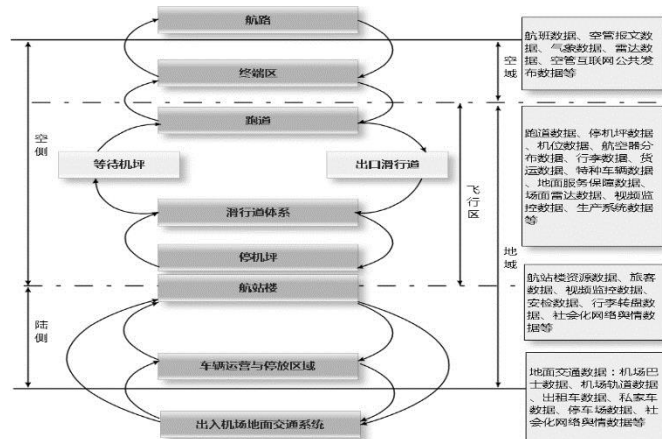 航路
终端区
跑道
等待机坪
出口滑行道
滑行道体系
停机坪
航站楼
车辆运营与停放区域
出入机场地面交通系统
空侧
陆侧
空域
飞行区
地域
航班数据、空管报文数
据、气象数据、雷达数
据、空管互联网公共发
布数据等
跑道数据、停机坪数据
、机位数据、航空器分
布数据、行李数据、货
运数据、特种车辆数据
、地面服务保障数据、
场面雷达数据、视频监
控数据、生产系统数据
等
航站楼资源数据、旅客
数据、视频监控数据、
安检数据、行李转盘数
据、社会化网络舆情数
据等
地面交通数据：机场巴
士数据、机场轨道数据
、出租车数据、私家车
数据、停车场数据、社
会化网络舆情数据等